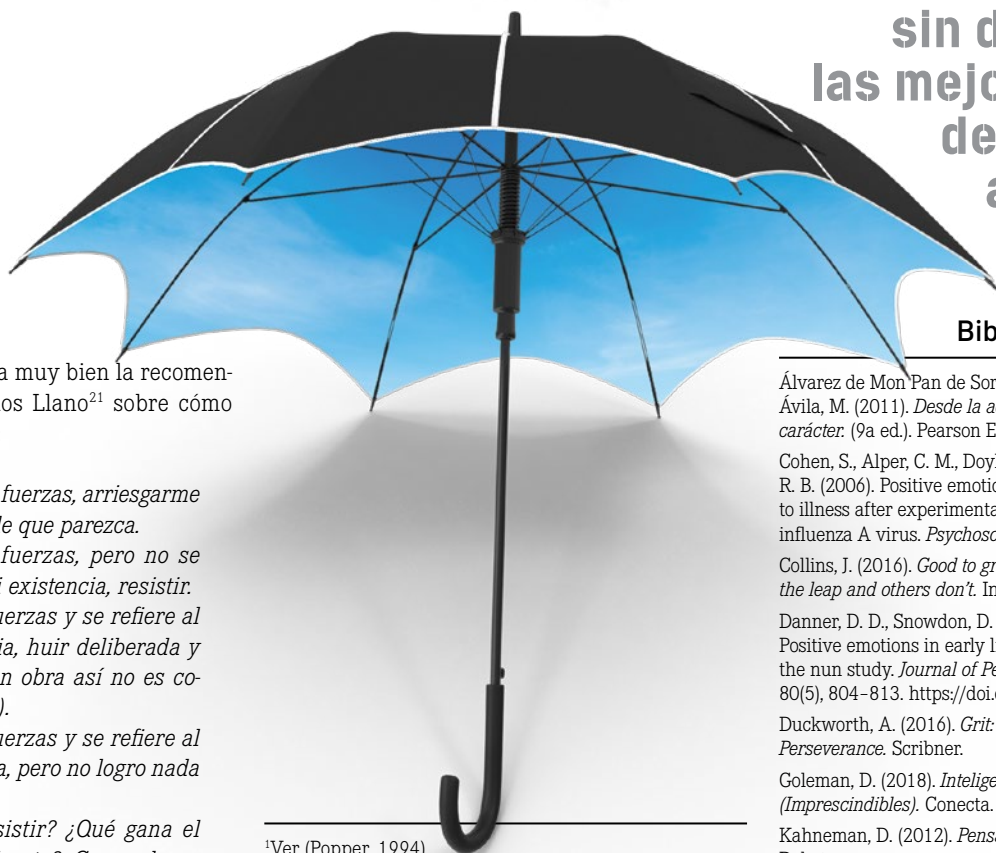 sin d
las mejo
de
a
a muy bien la recomen-
os Llano²¹ sobre cómo
fuerzas, arriesgarme
le que parezca.
fuerzas, pero no se
i existencia, resistir.
uerzas y se refiere al
ia, huir deliberada y
n obra así no es co-
).
uerzas y se refiere al
a, pero no logro nada
sistir? ¿Qué gana el
¹Ver (Popper, 1994)
Bib
Álvarez de Mon Pan de Sor
Ávila, M. (2011). Desde la a
carácter. (9a ed.). Pearson E
Cohen, S., Alper, C. M., Doyl
R. B. (2006). Positive emotio
to illness after experimenta
influenza A virus. Psychoso
Collins, J. (2016). Good to gr
the leap and others don't. In
Danner, D. D., Snowdon, D.
Positive emotions in early li
the nun study. Journal of Pe
80(5), 804–813. https://doi.o
Duckworth, A. (2016). Grit:
Perseverance. Scribner.
Goleman, D. (2018). Intelige
(Imprescindibles). Conecta.
Kahneman, D. (2012). Pensa